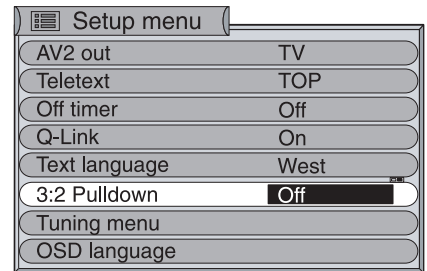 Setup menu
AV2 out TV
Teletext TOP
Off timer Off
Q-Link On
Text language West
3:2 Pulldown Off
Tuning menu
OSD language